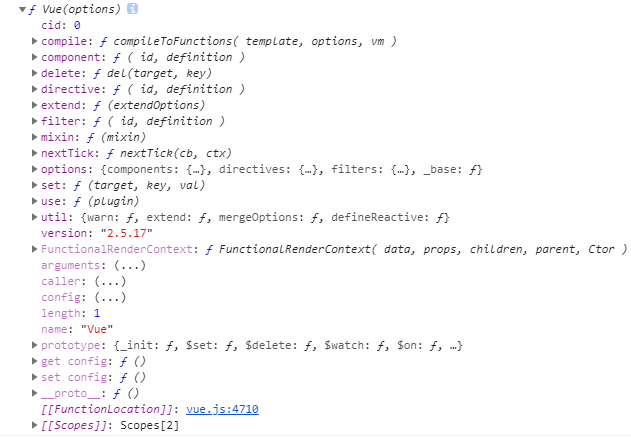 ▼ƒ Vue(options) i
cid: 0
▶ compile: ƒ compileToFunctions( template, options, vm )
▶ component: ƒ ( id, definition )
▶ delete: ƒ del(target, key)
▶ directive: ƒ ( id, definition )
▶ extend: ƒ (extendOptions)
▶ filter: ƒ ( id, definition )
▶ mixin: ƒ (mixin)
▶ nextTick: ƒ nextTick(cb, ctx)
▶ options: {components: {…}, directives: {…}, filters: {…}, _base: ƒ}
▶ set: ƒ (target, key, val)
▶ use: ƒ (plugin)
▶ util: {warn: ƒ, extend: ƒ, mergeOptions: ƒ, defineReactive: ƒ}
version: "2.5.17"
▶ FunctionalRenderContext: ƒ FunctionalRenderContext( data, props, children, parent, Ctor )
arguments: (...)
caller: (...)
config: (...)
length: 1
name: "Vue"
▶ prototype: {_init: ƒ, $set: ƒ, $delete: ƒ, $watch: ƒ, $on: ƒ, …}
▶ get config: ƒ ()
▶ set config: ƒ ()
▶ __proto__: ƒ ()
[[FunctionLocation]]: vue.js:4710
▶ [[Scopes]]: Scopes[2]